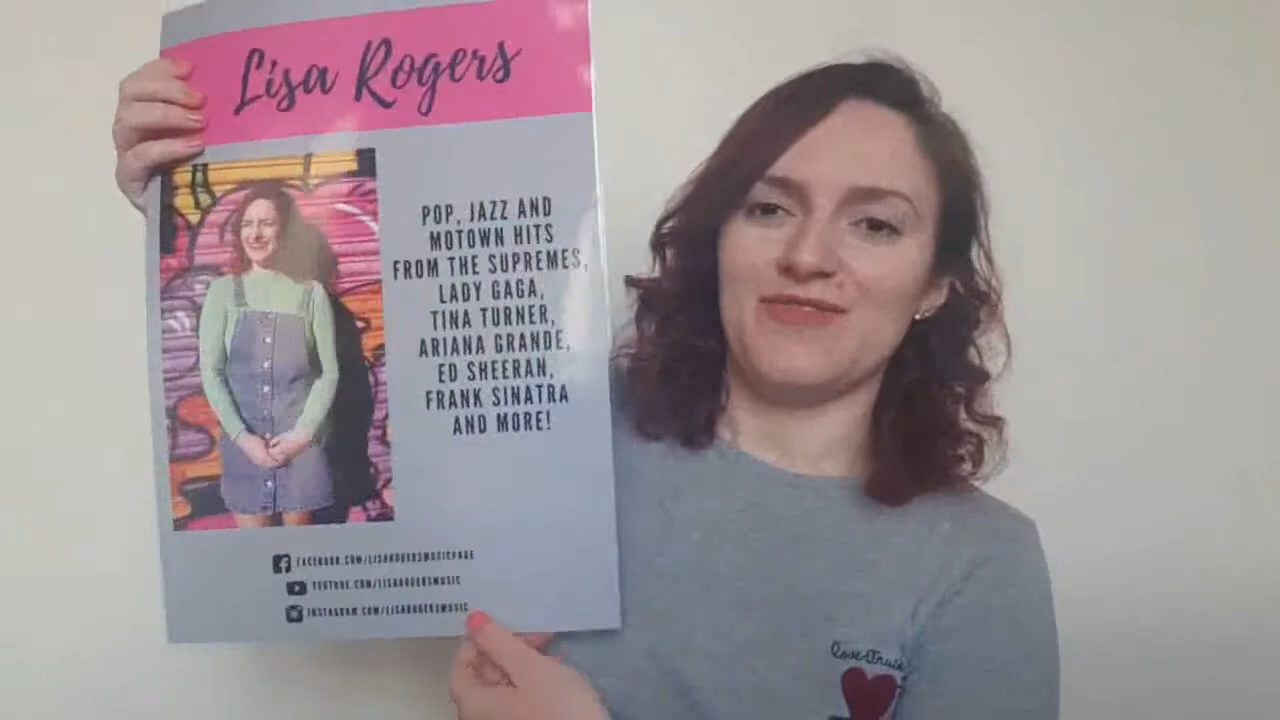 Lisa Rogers
POP, JAZZ AND
MOTOWN HITS
FROM THE SUPREMES,
LADY GAGA,
TINA TURNER,
ARIANA GRANDE,
ED SHEERAN,
FRANK SINATRA
AND MORE!
FACEBOOK.COM/LISAROGERSMUSICPAGE
YOUTUBE.COM/LISAROGERSMUSIC
INSTAGRAM.COM/LISAROGERSMUSIC